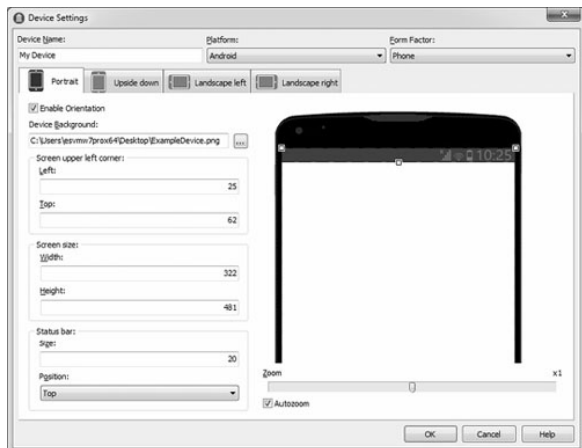 Device Settings
Device Name: Platform: Form Factor:
My Device Android Phone
Portrait Upside down Landscape left Landscape right
Enable Orientation
Device Background:
C:\Users\esvmw7prox64\Desktop\ExampleDevice.png ...
Screen upper left corner:
Left:
25
Top:
62
Screen size:
Width:
322
Height:
481
Status bar:
Size:
20
Position:
Top
10:25
Zoom x1
Autozoom
OK Cancel Help